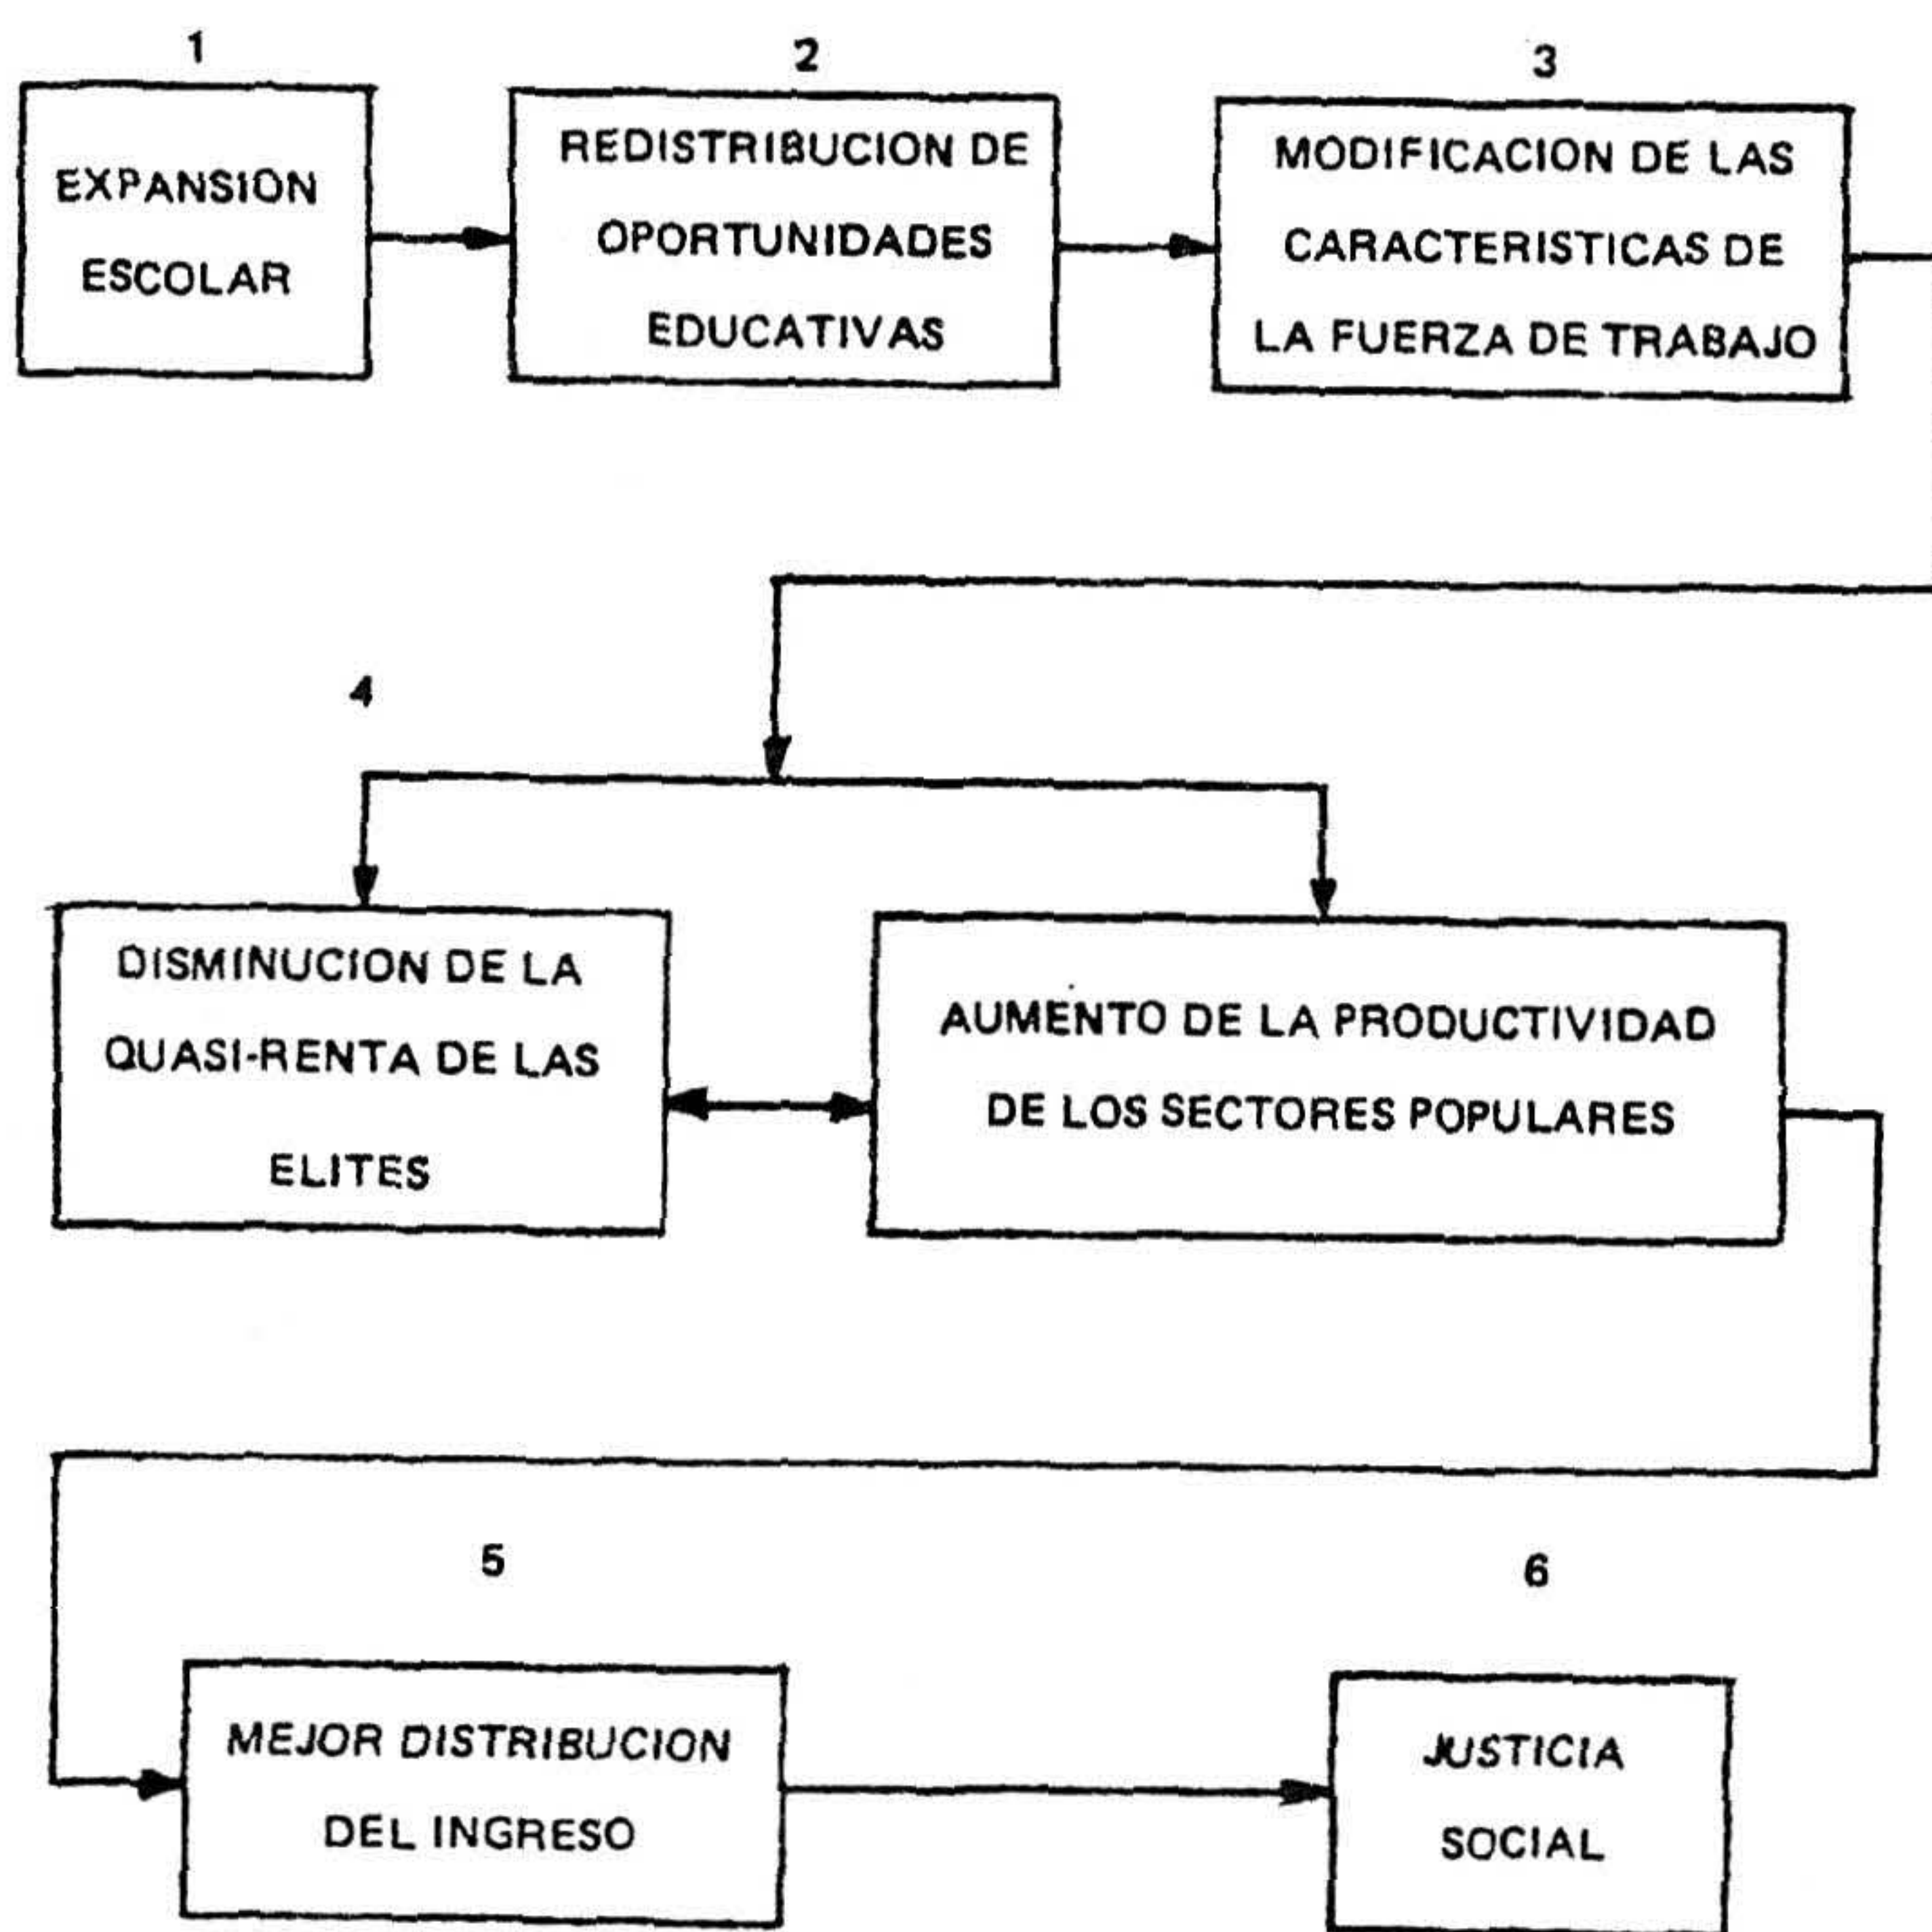 1
EXPANSION
ESCOLAR
2
REDISTRIBUCION DE
OPORTUNIDADES
EDUCATIVAS
3
MODIFICACION DE LAS
CARACTERISTICAS DE
LA FUERZA DE TRABAJO
4
DISMINUCION DE LA
QUASI-RENTA DE LAS
ELITES
AUMENTO DE LA PRODUCTIVIDAD
DE LOS SECTORES POPULARES
5
MEJOR DISTRIBUCION
DEL INGRESO
6
JUSTICIA
SOCIAL